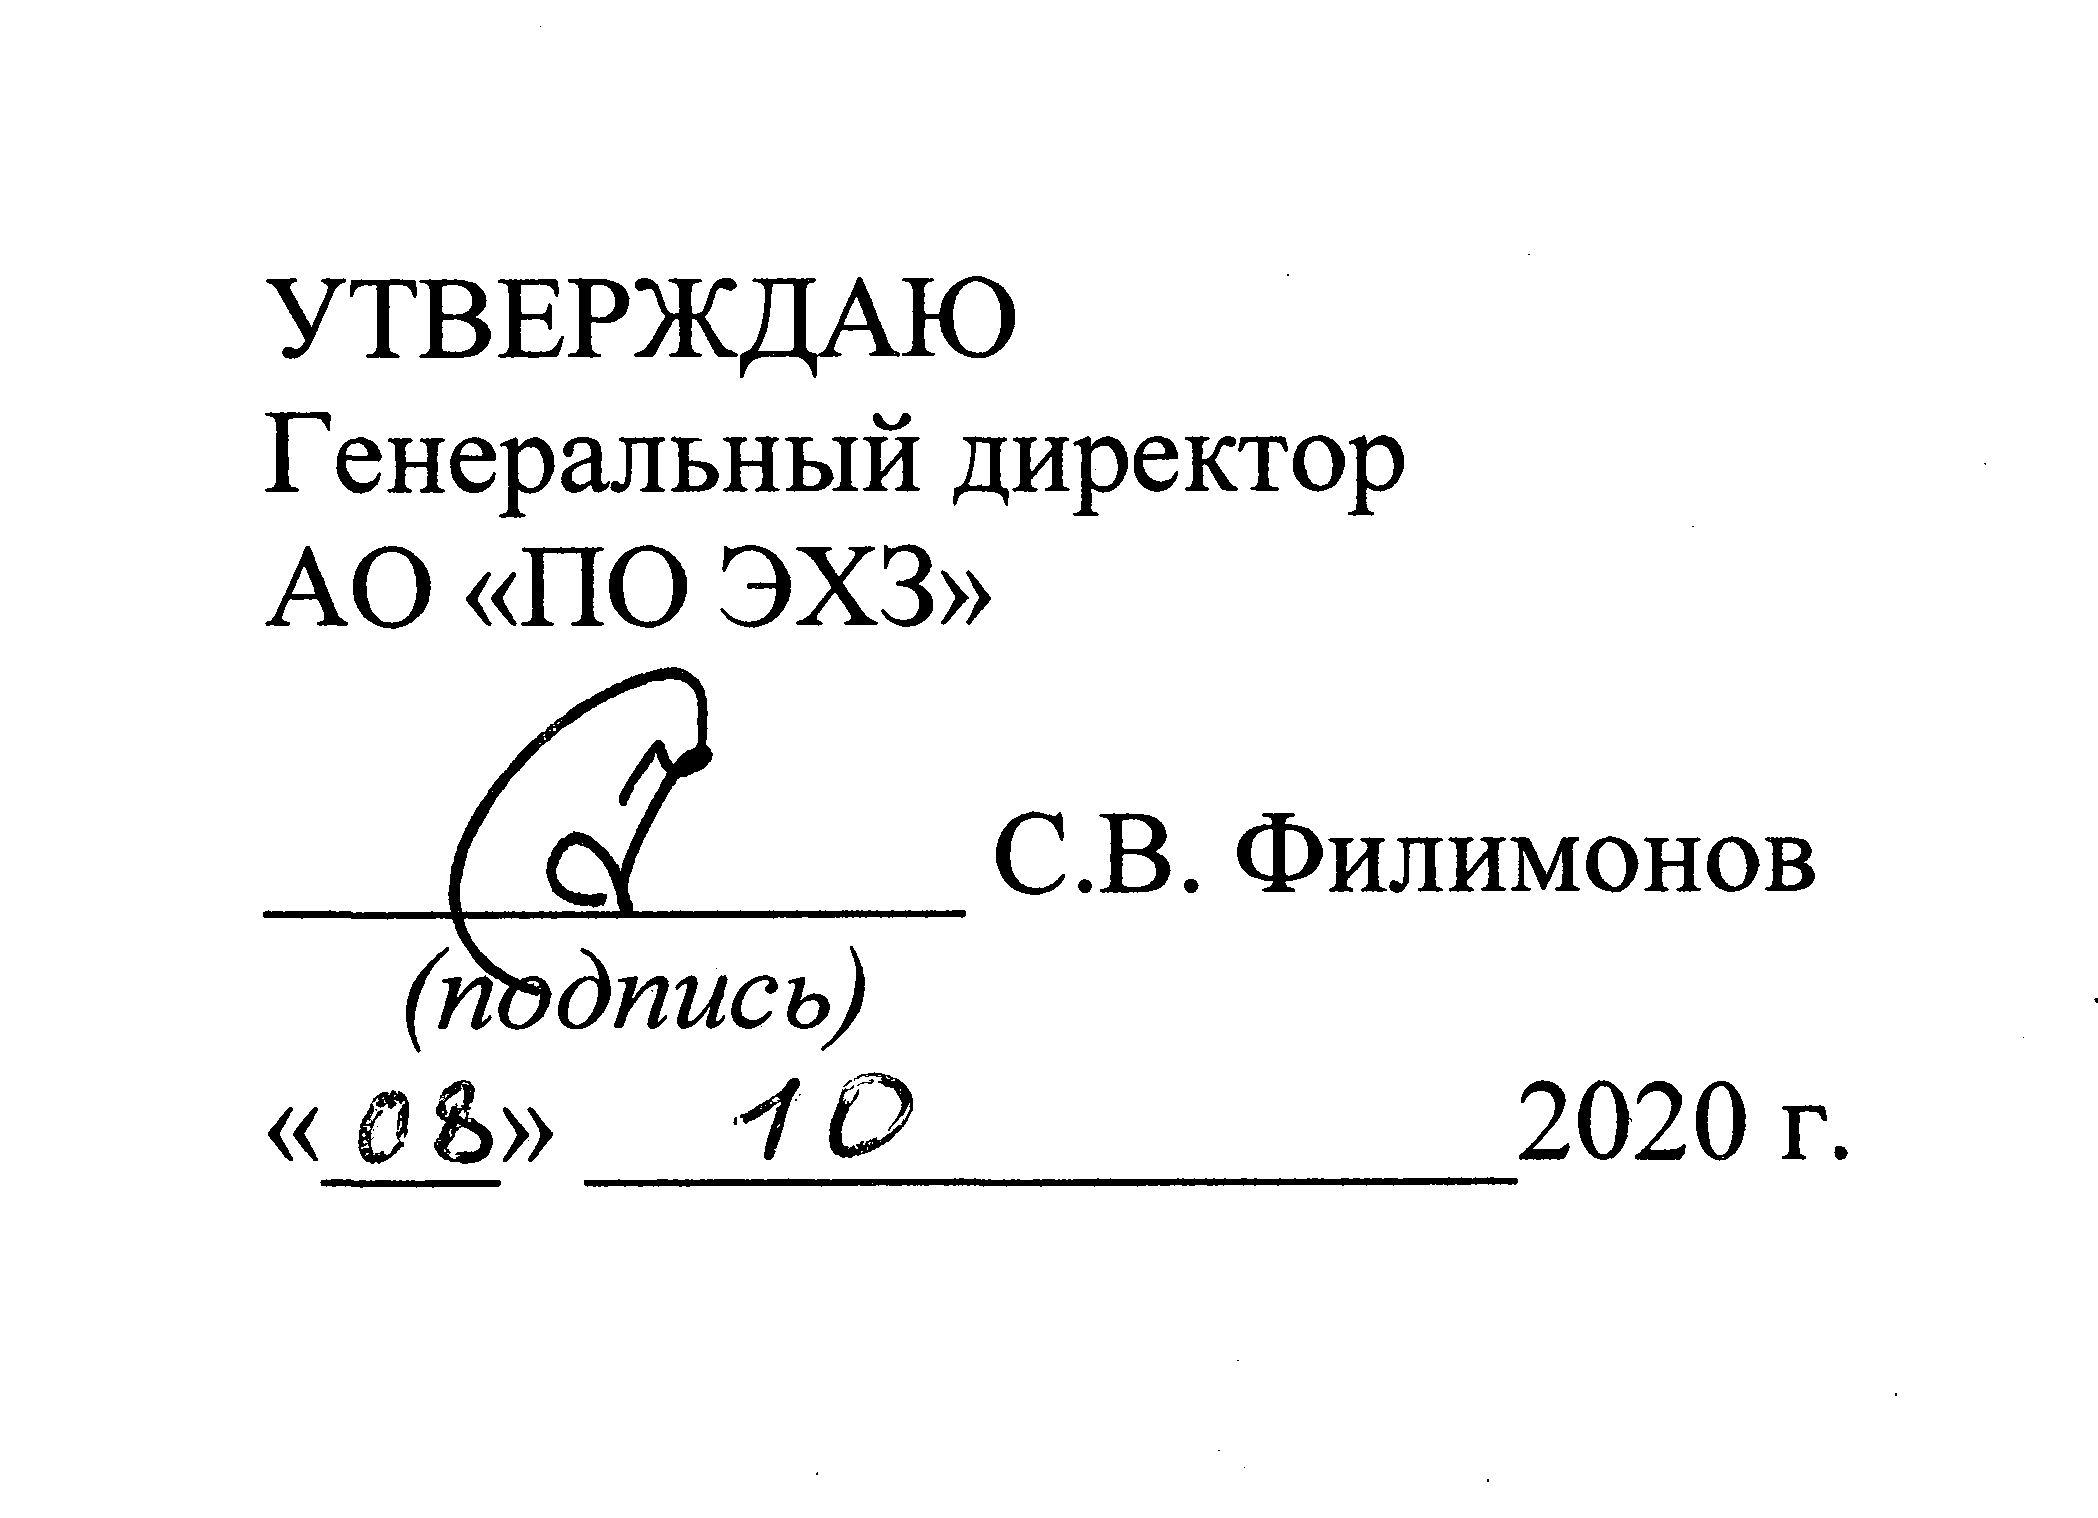 УТВЕРЖДАЮ
Генеральный директор
АО «ПО ЭХЗ»
С.В. Филимонов
(подпись)
«08» 10 2020 г.